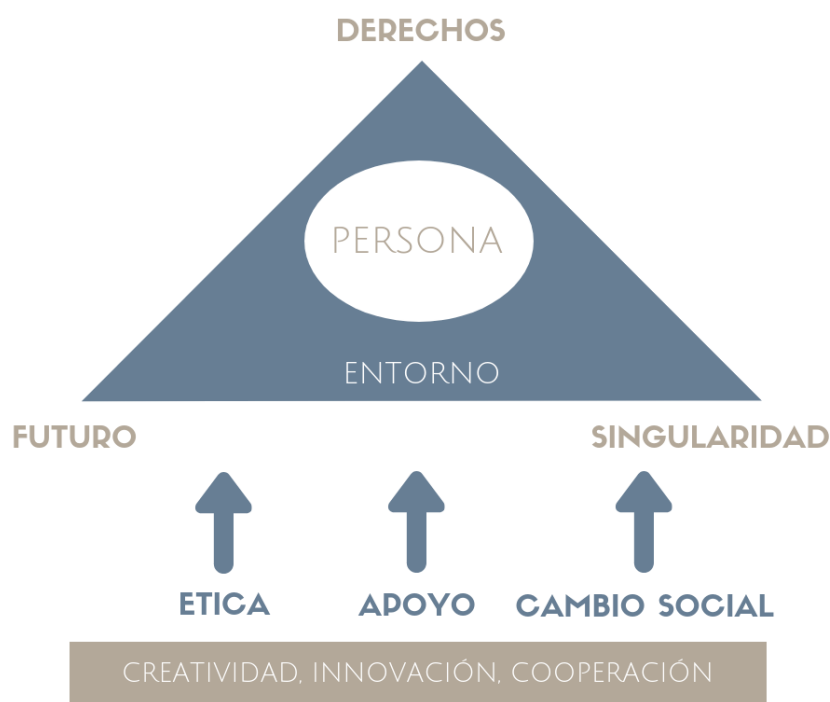 DERECHOS
PERSONA
ENTORNO
FUTURO
SINGULARIDAD
ETICA
APOYO
CAMBIO SOCIAL
CREATIVIDAD, INNOVACIÓN, COOPERACIÓN